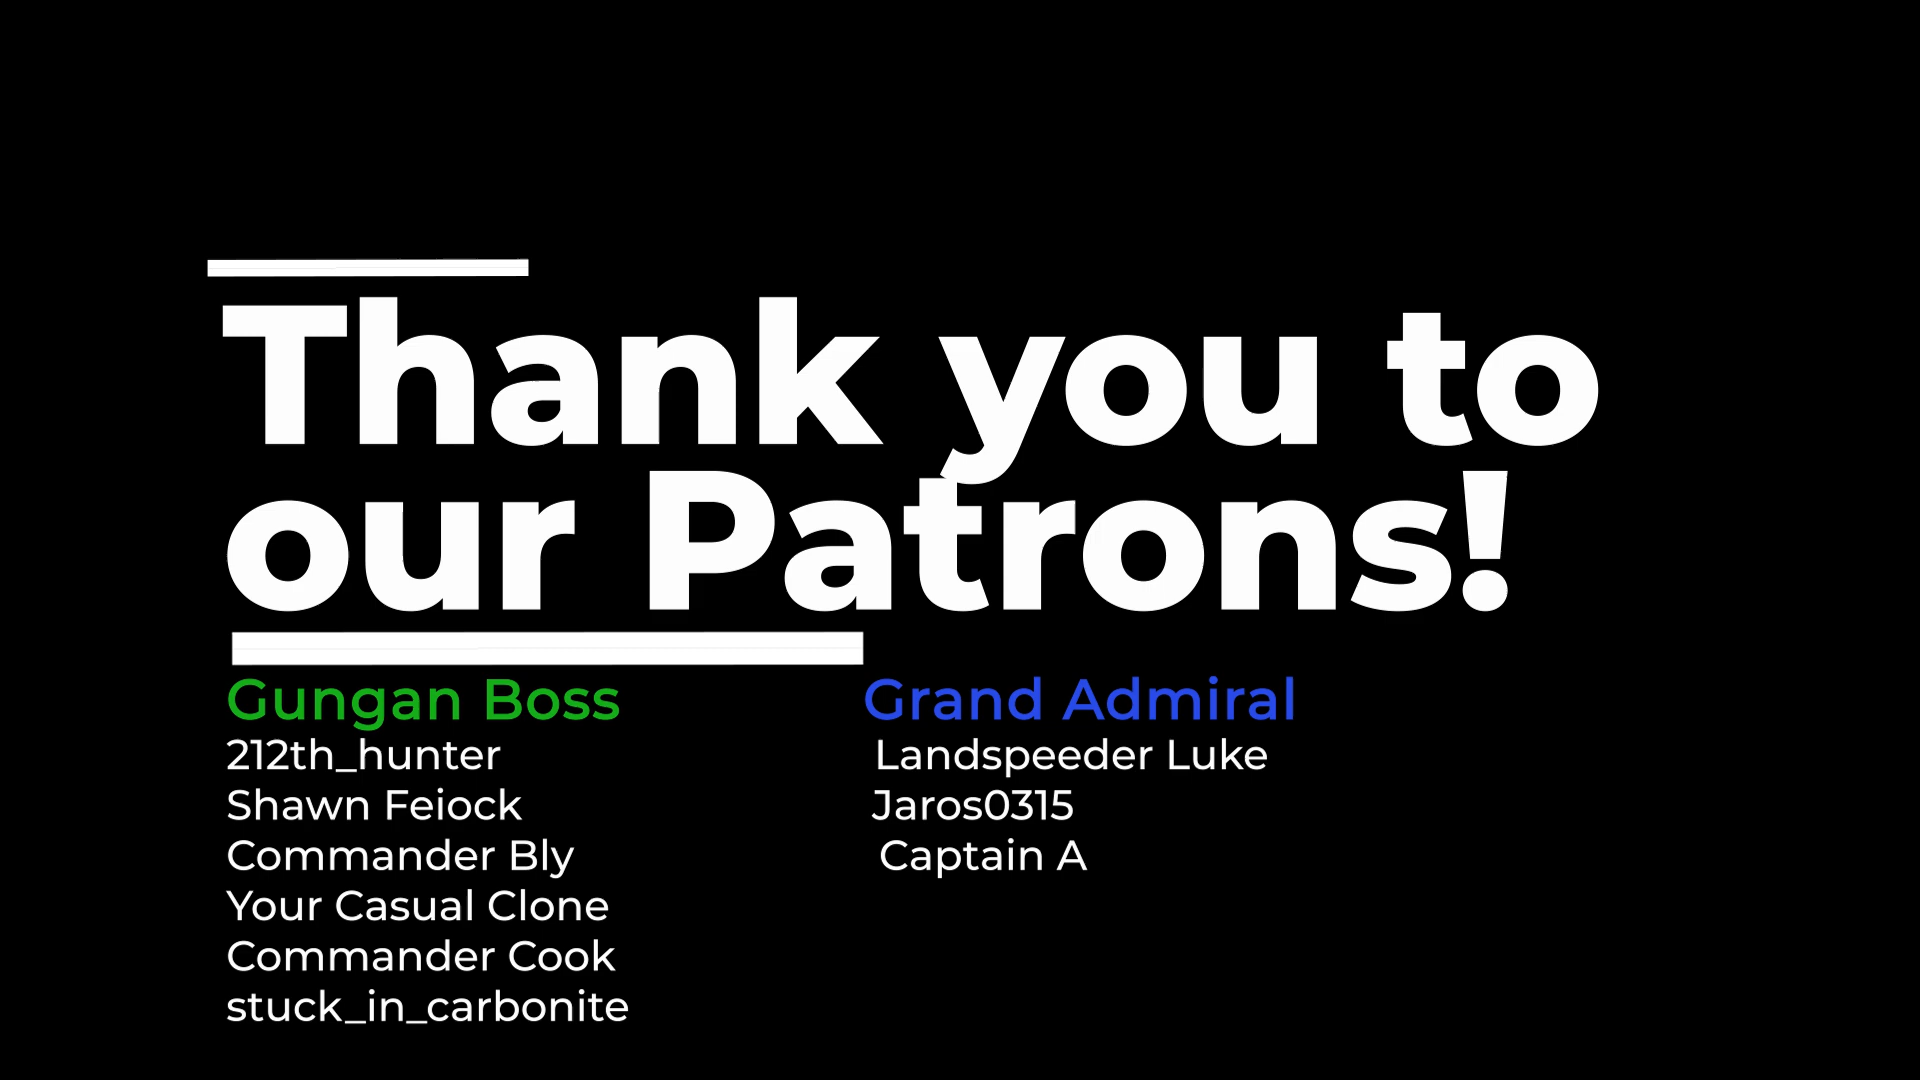 Thank you to
our Patrons!
Gungan Boss
212th_hunter
Shawn Feiock
Commander Bly
Your Casual Clone
Commander Cook
stuck_in_carbonite
Grand Admiral
Landspeeder Luke
Jaros0315
Captain A